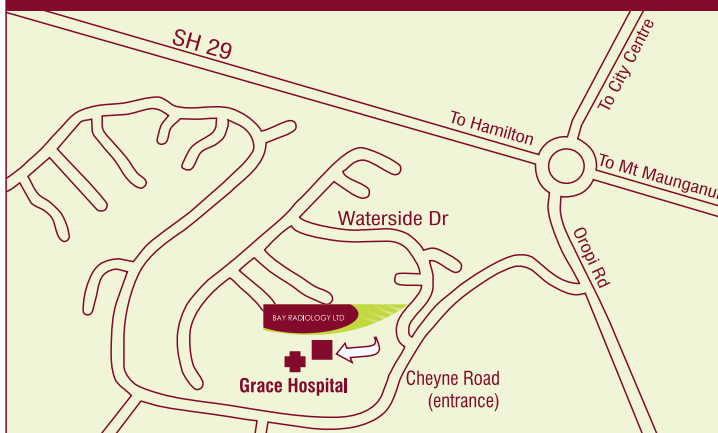 SH 29
To City Centre
To Hamilton
To Mt Maunganui
Waterside Dr
Oropi Rd
BAY RADIOLOGY LTD
Grace Hospital
Cheyne Road
(entrance)